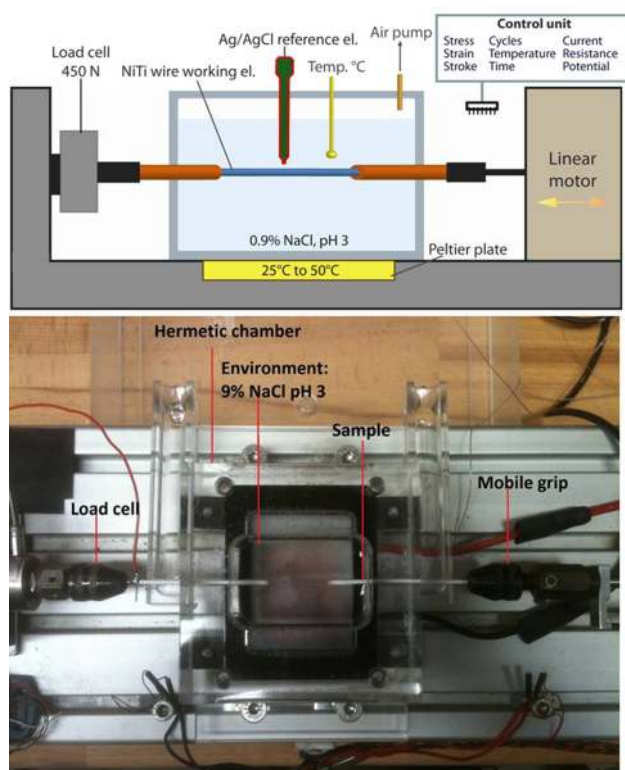 Control unit
Stress Cycles Current
Strain Temperature Resistance
Stroke Time Potential
Ag/AgCl reference el.
Air pump
Load cell
450 N
NiTi wire working el.
Temp. °C
Linear
motor
0.9% NaCl, pH 3
Peltier plate
25°C to 50°C
Hermetic chamber
Environment:
9% NaCl pH 3
Sample
Mobile grip
Load cell